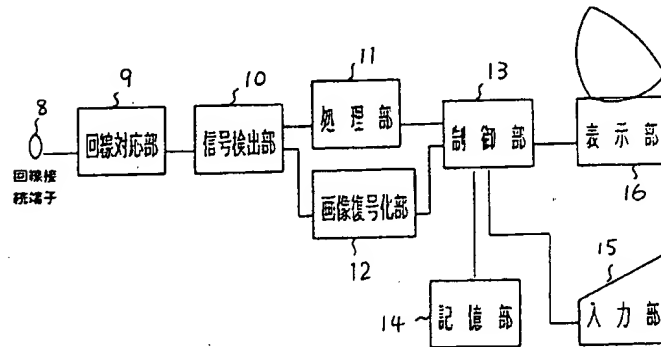 8
回線接
続端子
9
回線対応部
10
信号検出部
11
処理部
画像復号化部
12
13
制御部
14
記憶部
表示部
16
15
入力部